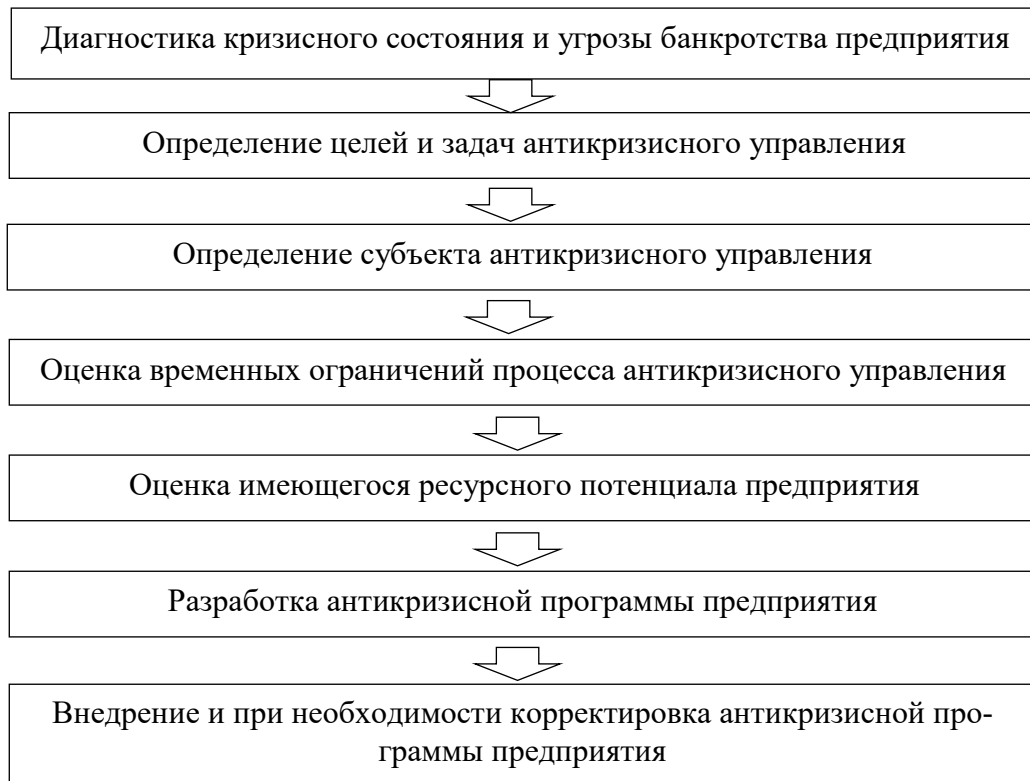 Диагностика кризисного состояния и угрозы банкротства предприятия
Определение целей и задач антикризисного управления
Определение субъекта антикризисного управления
Оценка временных ограничений процесса антикризисного управления
Оценка имеющегося ресурсного потенциала предприятия
Разработка антикризисной программы предприятия
Внедрение и при необходимости корректировка антикризисной про-
граммы предприятия